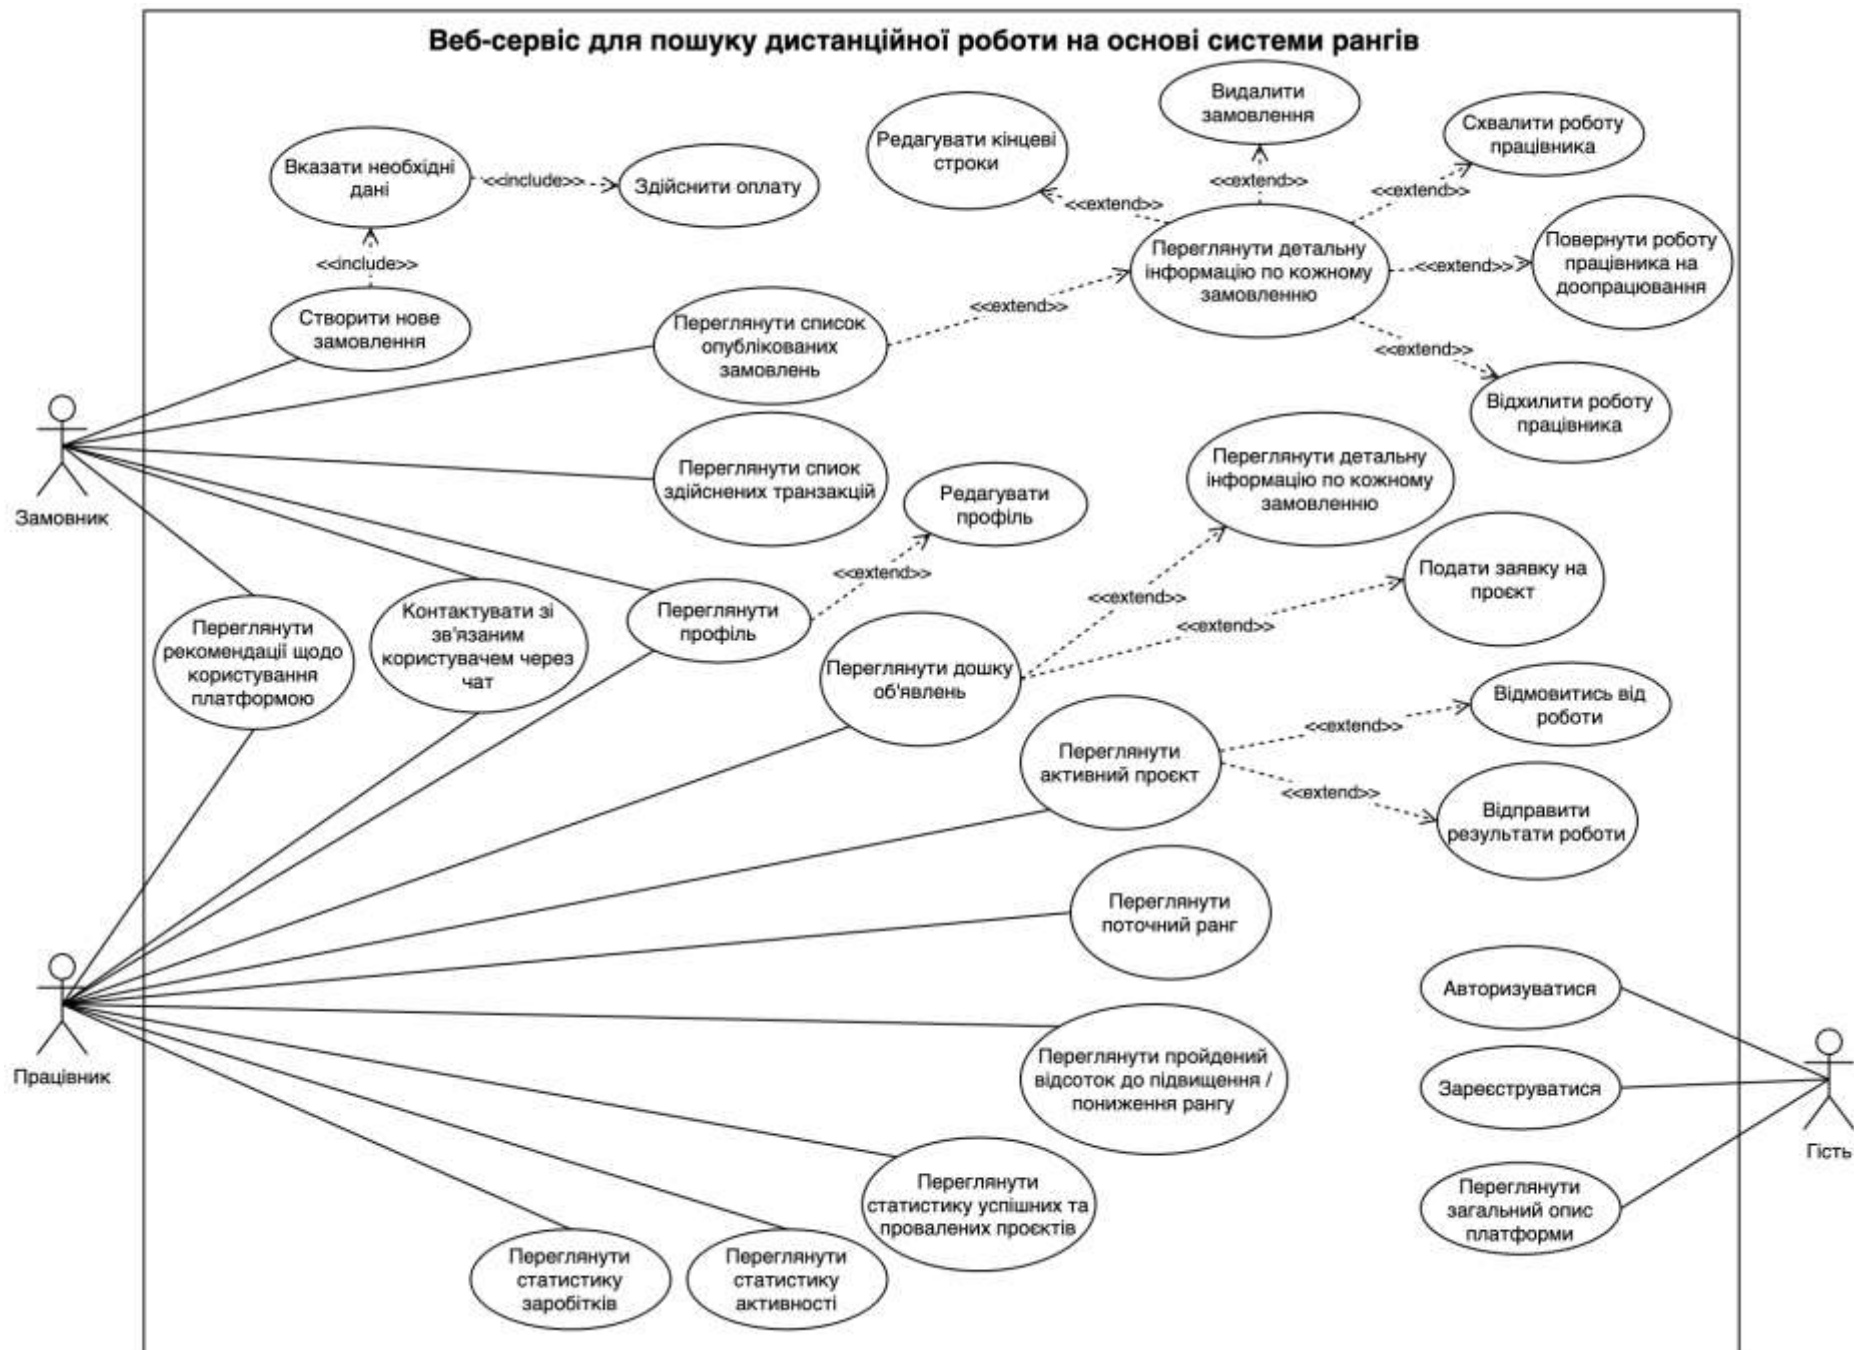 Веб-сервіс для пошуку дистанційної роботи на основі системи рангів
Видалити
замовлення
Схвалити роботу
працівника
Редагувати кінцеві
строки
Вказати необхідні
дані
<<include>>
Здійснити оплату
<<extend>>
<<extend>>
<<extend>>
Переглянути детальну
інформацію по кожному
замовленню
<<extend>>
Повернути роботу
працівника на
доопрацювання
<<include>>
Створити нове
замовлення
Переглянути список
опублікованих
замовлень
<<extend>>
<<extend>>
Відхилити роботу
працівника
Замовник
Переглянути спиок
здійснених транзакцій
Редагувати
профіль
Переглянути детальну
інформацію по кожному
замовленню
<<extend>>
<<extend>>
Подати заявку на
проєкт
<<extend>>
Переглянути
рекомендації щодо
користування
платформою
Контактувати зі
зв'язаним
користувачем через
чат
Переглянути
профіль
Переглянути дошку
об'явлень
Відмовитись від
роботи
<<extend>>
Переглянути
активний проєкт
<<extend>>
Відправити
результати роботи
Переглянути
поточний ранг
Працівник
Авторизуватися
Переглянути пройдений
відсоток до підвищення /
пониження рангу
Зареєструватися
Гість
Переглянути
статистику успішних та
провалених проєктів
Переглянути
загальний опис
платформи
Переглянути
статистику
заробітків
Переглянути
статистику
активності